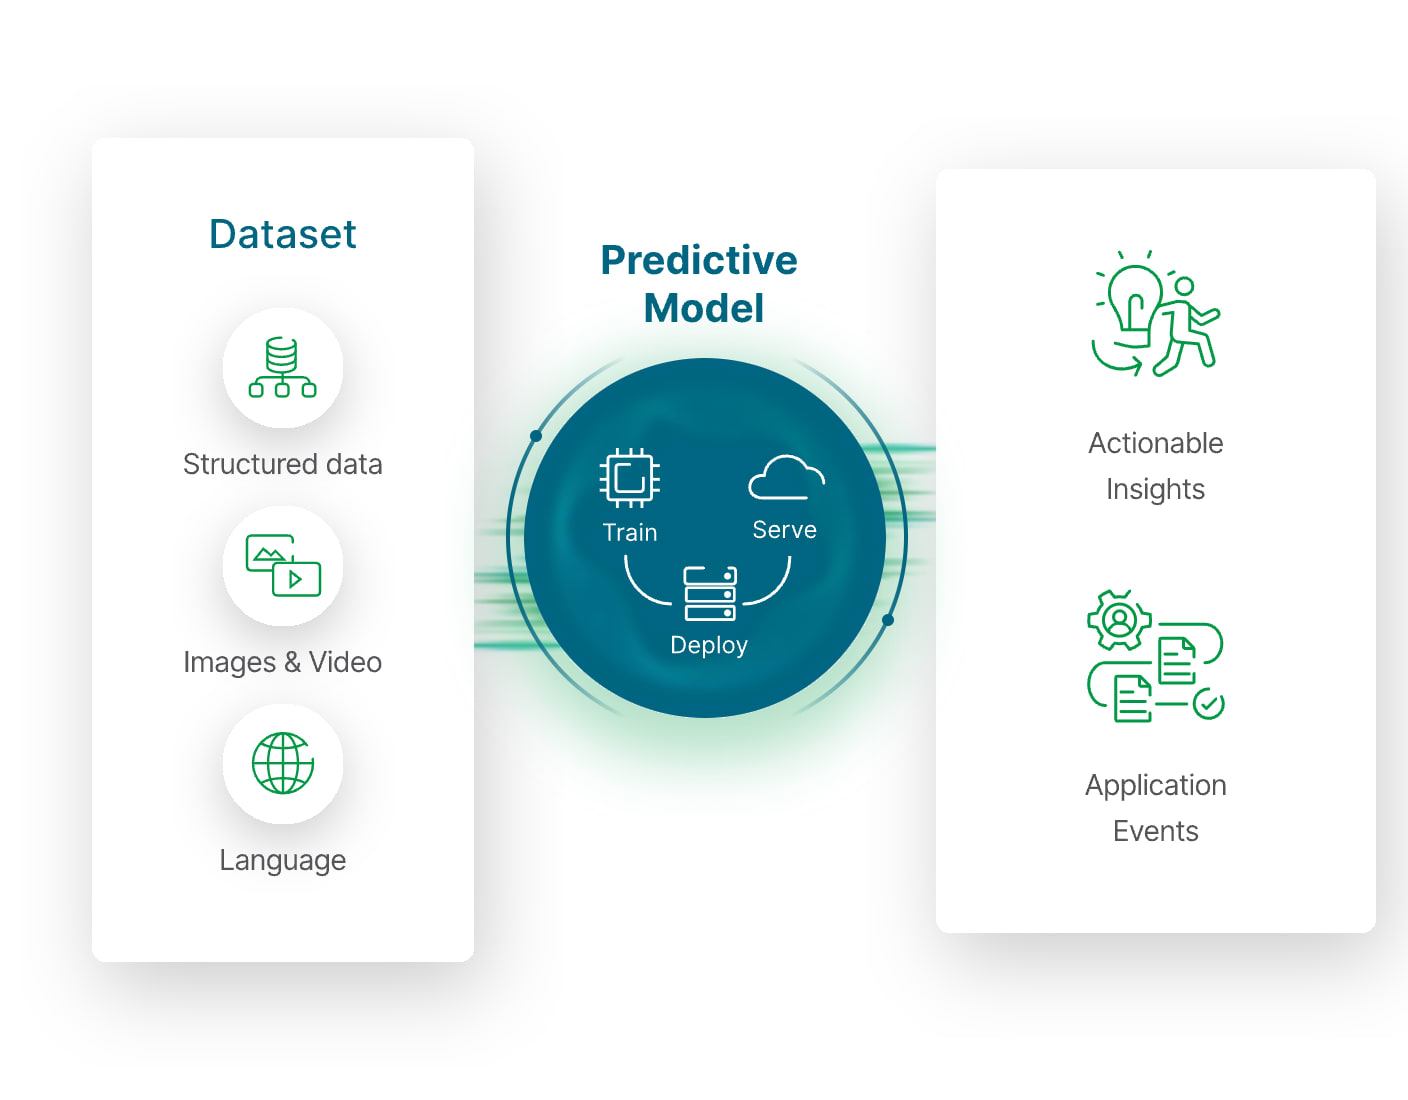 Dataset
Structured data
Images & Video
Language
Predictive
Model
Train
Serve
Deploy
Actionable
Insights
Application
Events